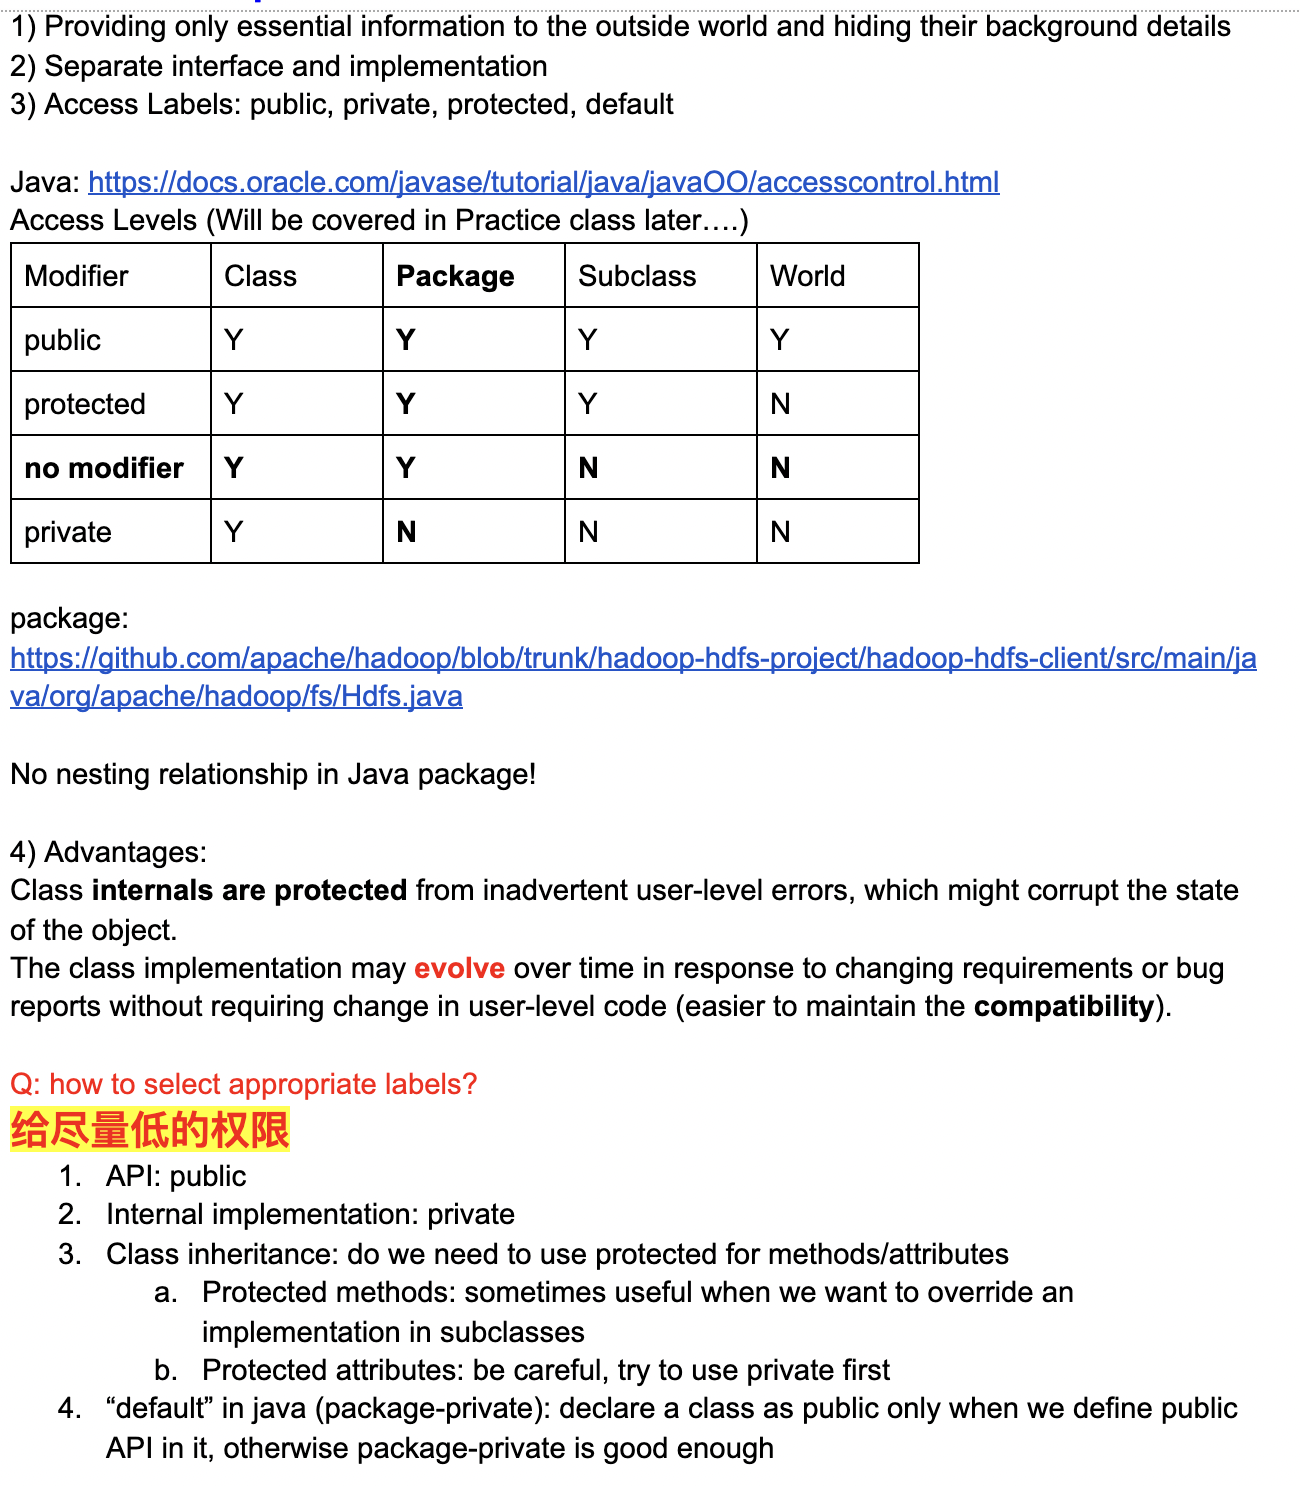 1) Providing only essential information to the outside world and hiding their background details
2) Separate interface and implementation
3) Access Labels: public, private, protected, default
Java: https://docs.oracle.com/javase/tutorial/java/javaOO/accesscontrol.html
Access Levels (Will be covered in Practice class later….)
Modifier Class Package Subclass World
public Y Y Y Y
protected Y Y Y N
no modifier Y Y N N
private Y N N N
package:
https://github.com/apache/hadoop/blob/trunk/hadoop-hdfs-project/hadoop-hdfs-client/src/main/ja
va/org/apache/hadoop/fs/Hdfs.java
No nesting relationship in Java package!
4) Advantages:
Class internals are protected from inadvertent user-level errors, which might corrupt the state
of the object.
The class implementation may evolve over time in response to changing requirements or bug
reports without requiring change in user-level code (easier to maintain the compatibility).
Q: how to select appropriate labels?
给尽量低的权限
1. API: public
2. Internal implementation: private
3. Class inheritance: do we need to use protected for methods/attributes
a. Protected methods: sometimes useful when we want to override an
implementation in subclasses
b. Protected attributes: be careful, try to use private first
4. “default” in java (package-private): declare a class as public only when we define public
API in it, otherwise package-private is good enough